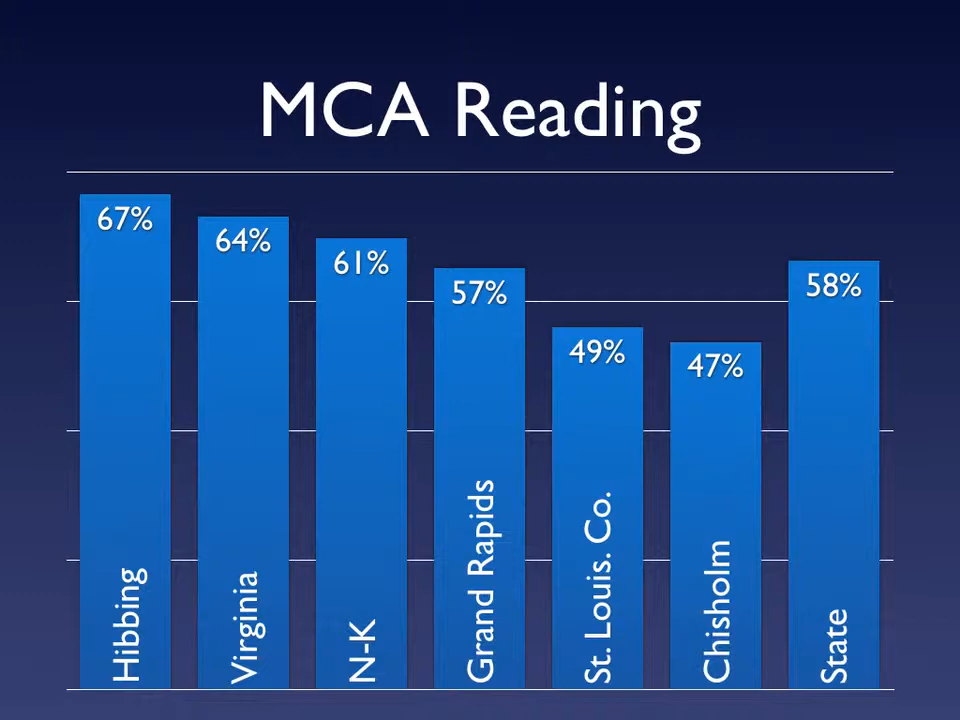 MCA Reading
67%
64%
61%
57%
49%
47%
58%
Hibbing
Virginia
N-K
Grand Rapids
St. Louis. Co.
Chisholm
State